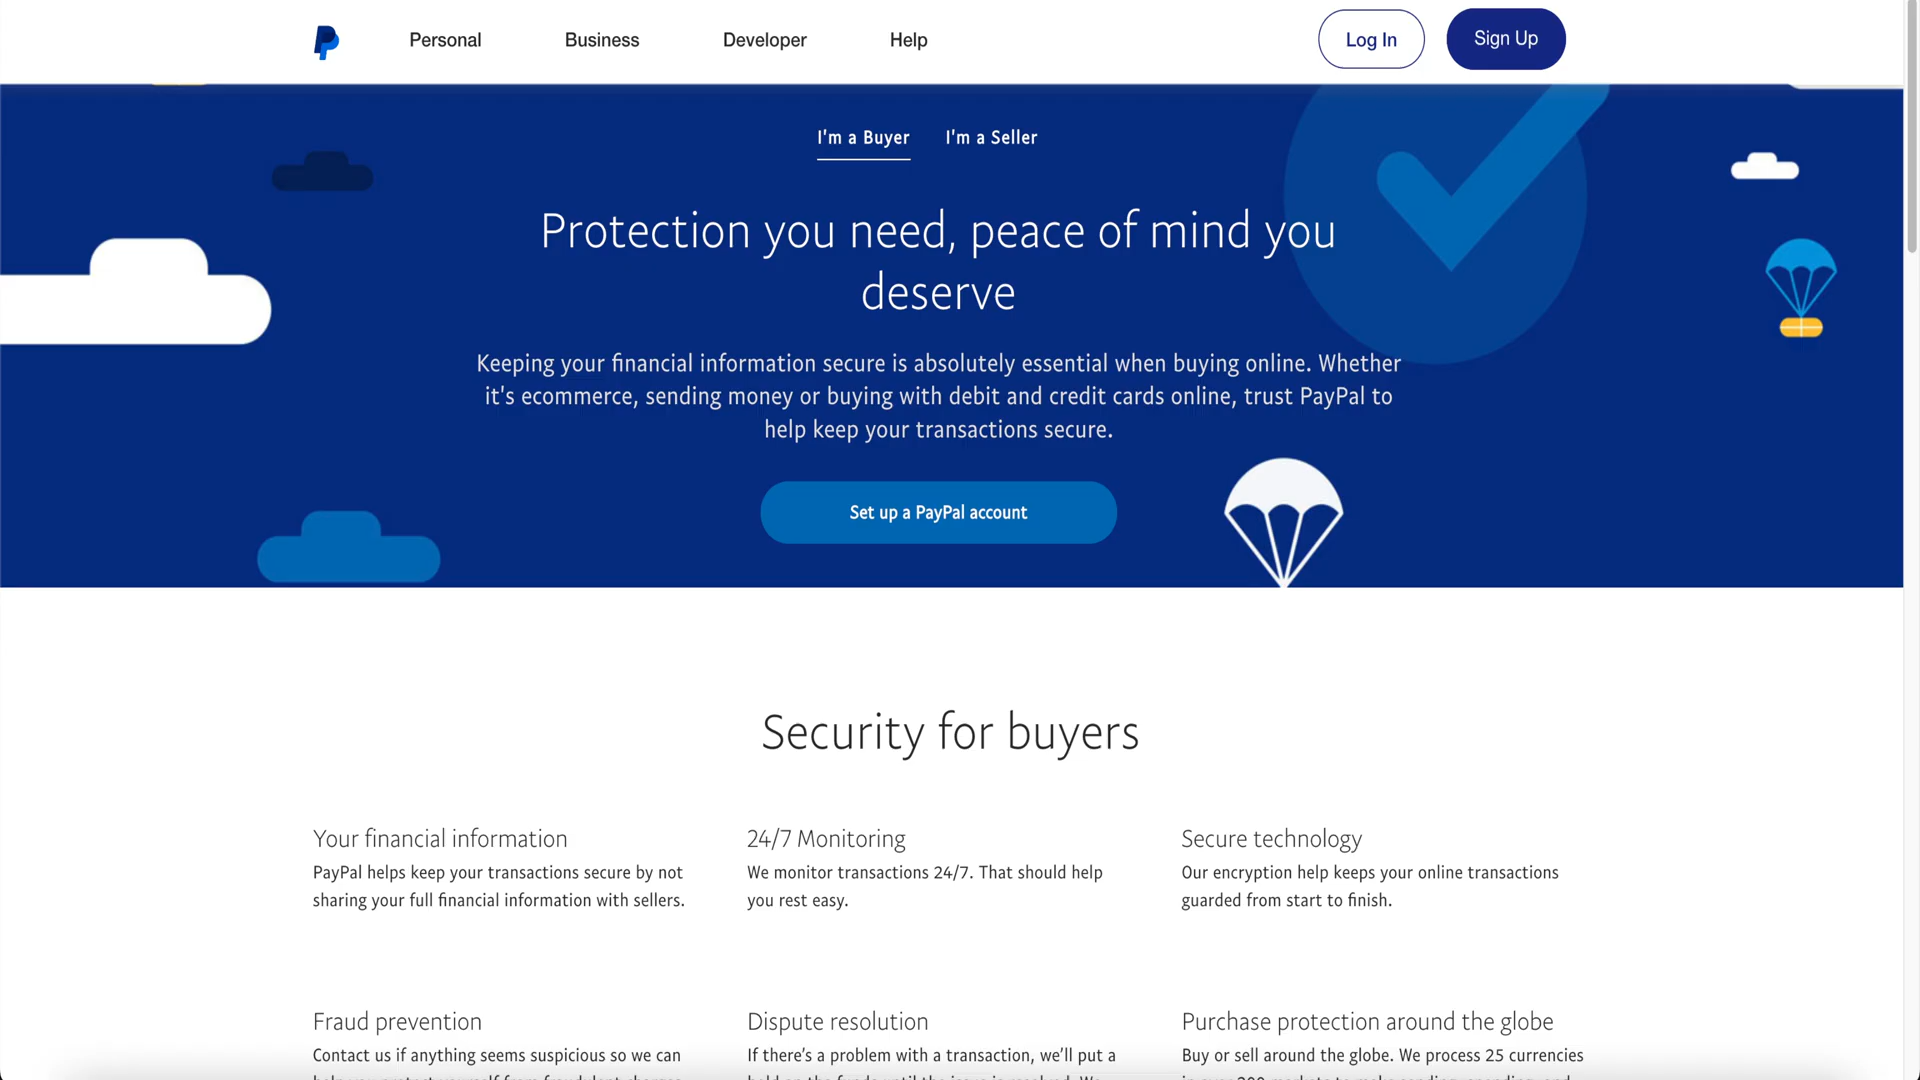 Personal
Business
Developer
Help
Log In
Sign Up
I'm a Buyer
I'm a Seller
Protection you need, peace of mind you
deserve
Keeping your financial information secure is absolutely essential when buying online. Whether
it's ecommerce, sending money or buying with debit and credit cards online, trust PayPal to
help keep your transactions secure.
Set up a PayPal account
Security for buyers
Your financial information
PayPal helps keep your transactions secure by not
sharing your full financial information with sellers.
24/7 Monitoring
We monitor transactions 24/7. That should help
you rest easy.
Secure technology
Our encryption help keeps your online transactions
guarded from start to finish.
Fraud prevention
Contact us if anything seems suspicious so we can
Dispute resolution
If there’s a problem with a transaction, we’ll put a
Purchase protection around the globe
Buy or sell around the globe. We process 25 currencies